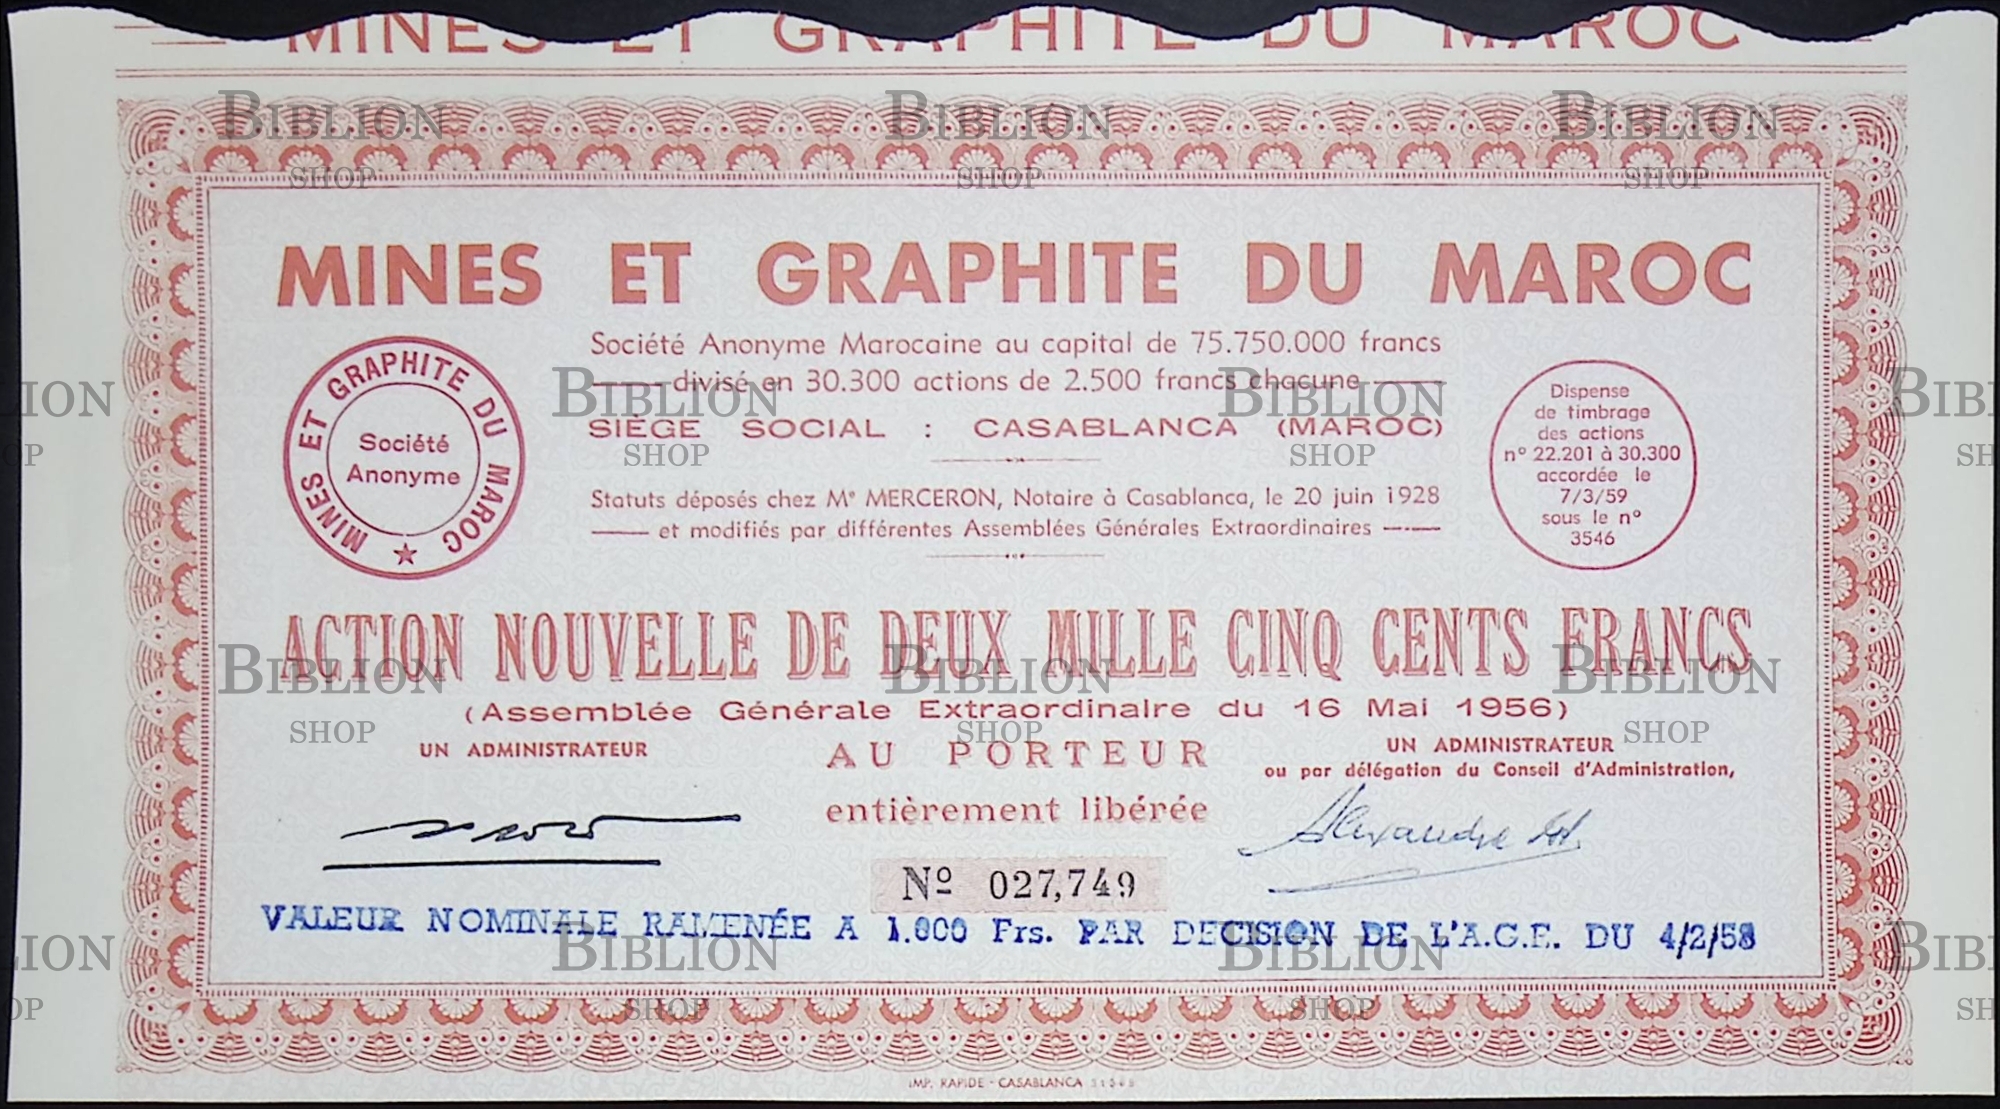 MINES ET GRAPHITE DU MAROC
MINES ET GRAPHITE DU MAROC
Société Anonyme Marocaine au capital de 75.750.000 francs
divisé en 30.300 actions de 2.500 francs chacune
SIÈGE SOCIAL : CASABLANCA (MAROC)
Statuts déposés chez Mᵉ MERCERON, Notaire à Casablanca, le 20 juin 1928
et modifiés par différentes Assemblées Générales Extraordinaires
MINES ET GRAPHITE DU MAROC
Société
Anonyme
Dispense
de timbrage
des actions
nº 22.201 à 30.300
accordée le
7/3/59
sous le nº
3546
ACTION NOUVELLE DE DEUX MILLE CINQ CENTS FRANCS
(Assemblée Générale Extraordinaire du 16 Mai 1956)
UN ADMINISTRATEUR
AU PORTEUR
entièrement libérée
UN ADMINISTRATEUR
ou par délégation du Conseil d'Administration,
Nº 027,749
VALEUR NOMINALE RAMENÉE A 1.000 Frs. PAR DECISION DE L'A.G.E. DU 4/2/58
IMP. RAPIDE - CASABLANCA
BIBLION SHOP